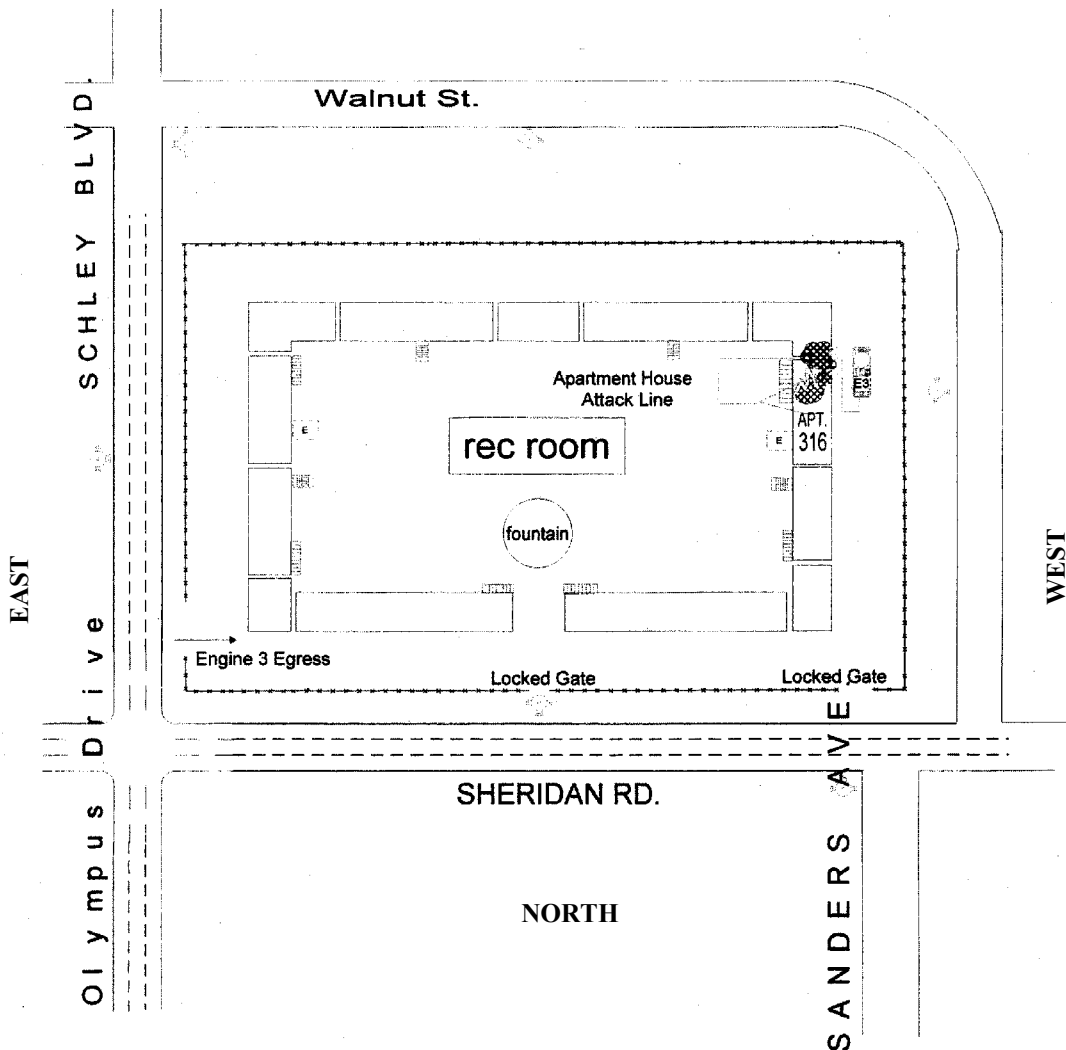 Walnut St.
SCHLEY BLVD.
Apartment House
Attack Line
E3
E
rec room
E
APT.
316
fountain
EAST
WEST
Engine 3 Egress
Locked Gate
Locked Gate
Olympus Drive
SHERIDAN RD.
SANDERS AVE
NORTH